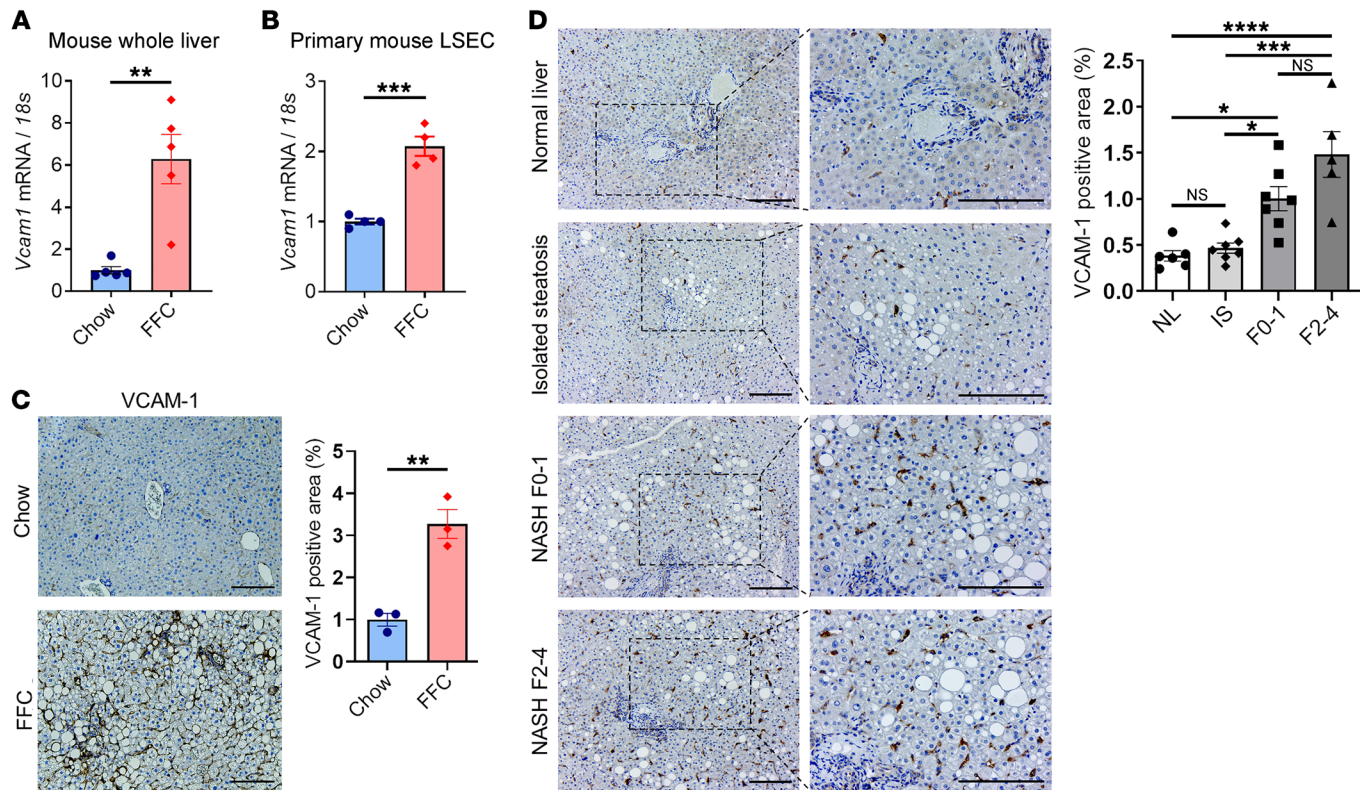 A
Mouse whole liver
Vcam1 mRNA / 18s
10
8
6
4
2
0
**
Chow
FFC
B
Primary mouse LSEC
Vcam1 mRNA / 18s
3
2
1
0
***
Chow
FFC
C
VCAM-1
Chow
FFC
VCAM-1 positive area (%)
5
4
3
2
1
0
**
Chow
FFC
D
Normal liver
Isolated steatosis
NASH F0-1
NASH F2-4
VCAM-1 positive area (%)
2.5
2.0
1.5
1.0
0.5
0.0
****
***
NS
*
*
NS
NL
IS
F0-1
F2-4